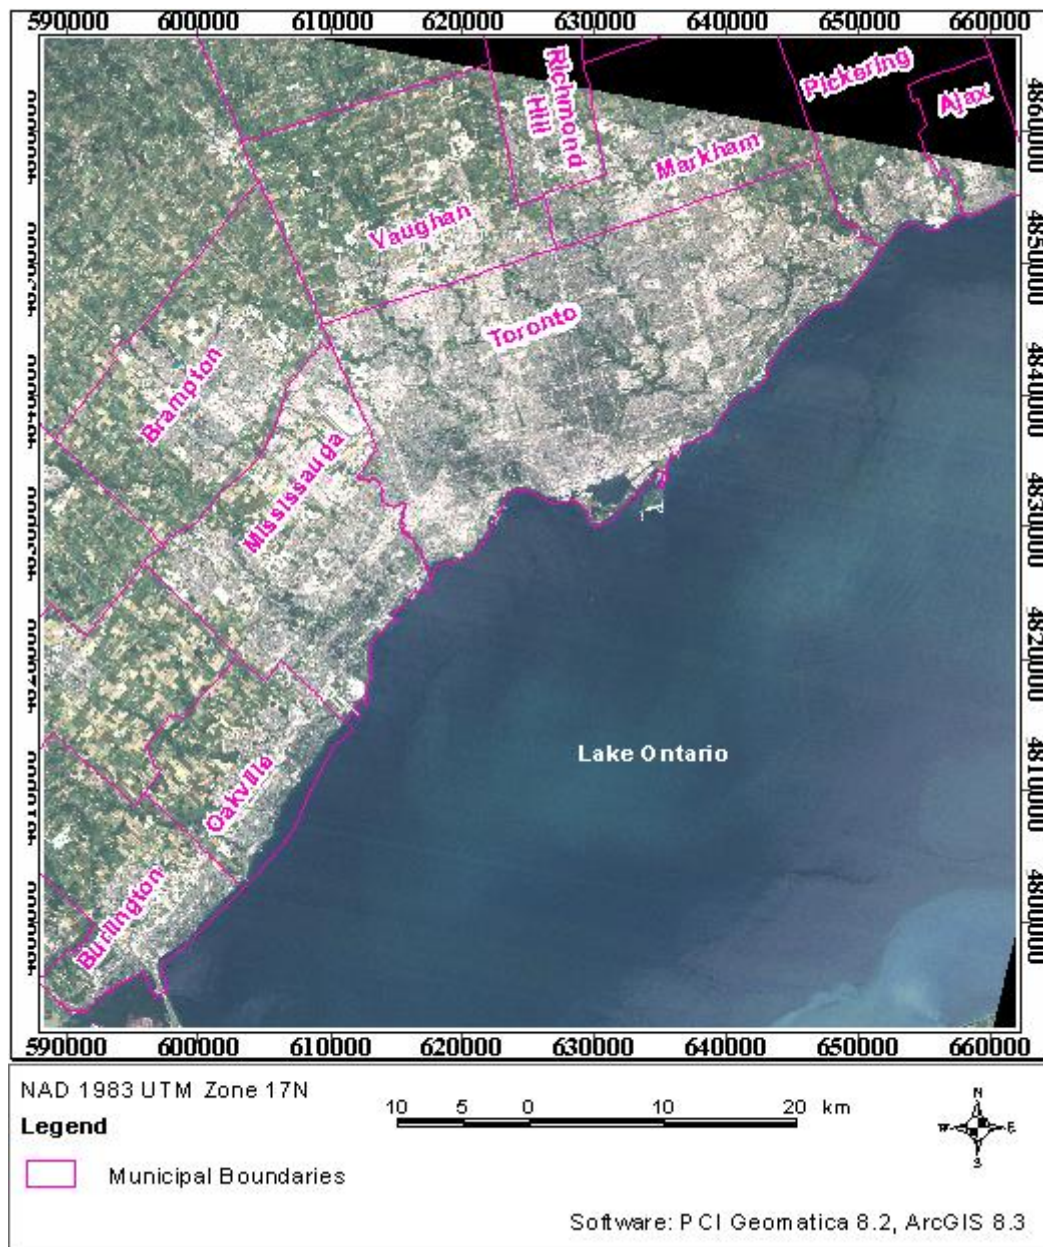 590000 600000 610000 620000 630000 640000 650000 660000
Richmond
Hill
Pickering
Ajax
Markham
Vaughan
Toronto
Brampton
Mississauga
Oakville
Burlington
Lake Ontario
4860000
4850000
4840000
4830000
4820000
4810000
4800000
590000 600000 610000 620000 630000 640000 650000 660000
NAD 1983 UTM Zone 17N
Legend
Municipal Boundaries
10 5 0 10 20 km
N
W E
S
Software: PCI Geomatica 8.2, ArcGIS 8.3